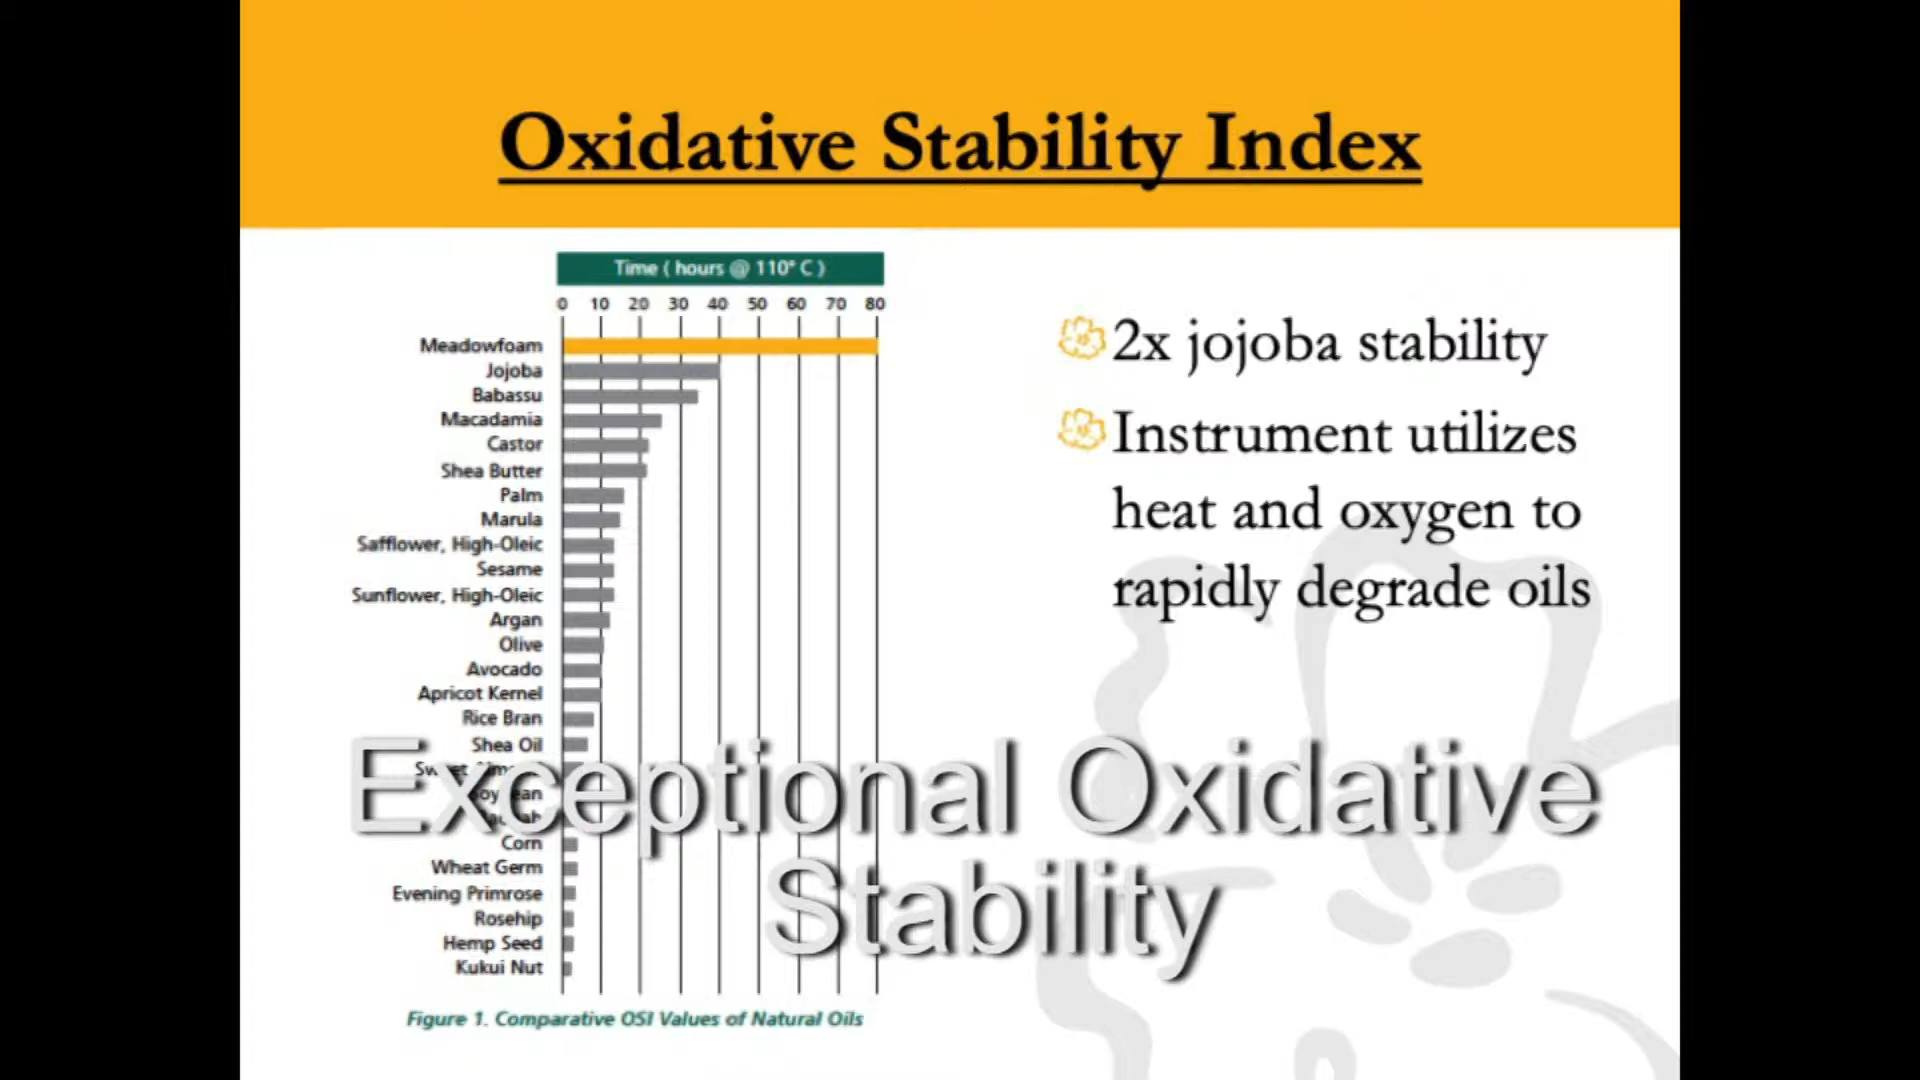 Oxidative Stability Index
Time ( hours @ 110° C )
0 10 20 30 40 50 60 70 80
Meadowfoam
Jojoba
Babassu
Macadamia
Castor
Shea Butter
Palm
Marula
Safflower, High-Oleic
Sesame
Sunflower, High-Oleic
Argan
Olive
Avocado
Apricot Kernel
Rice Bran
Shea Oil
Sweet
Corn
Wheat Germ
Evening Primrose
Rosehip
Hemp Seed
Kukui Nut
Figure 1. Comparative OSI Values of Natural Oils
2x jojoba stability
Instrument utilizes
heat and oxygen to
rapidly degrade oils
Exceptional Oxidative
Stability